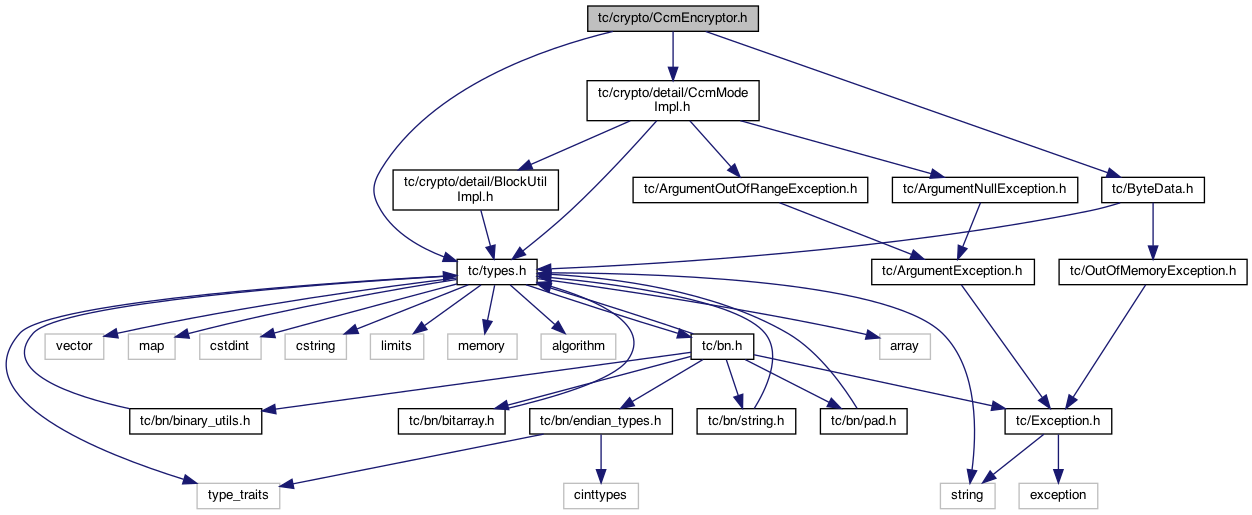 tc/crypto/CcmEncryptor.h
tc/crypto/detail/CcmMode
Impl.h
tc/crypto/detail/BlockUtil
Impl.h
tc/ArgumentOutOfRangeException.h
tc/ArgumentNullException.h
tc/ByteData.h
tc/types.h
tc/ArgumentException.h
tc/OutOfMemoryException.h
vector
map
cstdint
cstring
limits
memory
algorithm
tc/bn.h
array
tc/bn/binary_utils.h
tc/bn/bitarray.h
tc/bn/endian_types.h
tc/bn/string.h
tc/bn/pad.h
tc/Exception.h
type_traits
cinttypes
string
exception